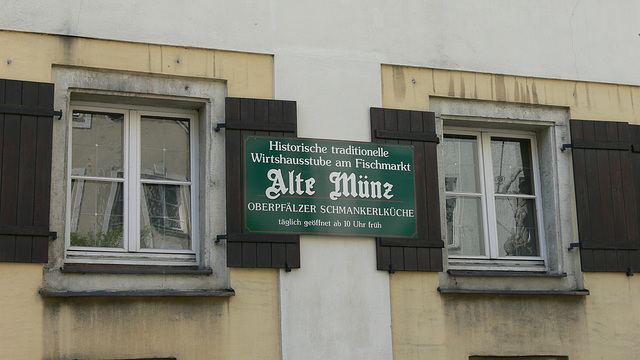 Historische traditionelle
Wirtshausstube am Fischmarkt
Alte Münz
OBERPFÄLZER SCHMANKERLKÜCHE
täglich geöffnet ab 10 Uhr früh